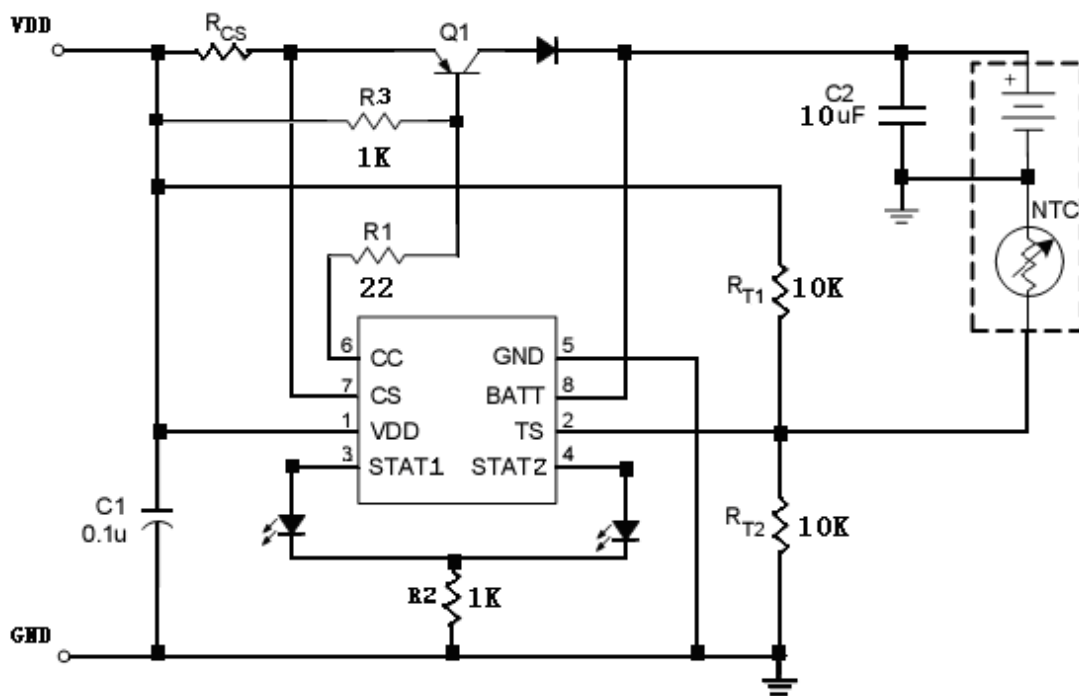 VDD
RCS
Q1
R3
1K
C2
10uF
+
NTC
R1
22
RT1
10K
6 CC
GND 5
7 CS
BATT 8
1 VDD
TS 2
3 STAT1
STAT2 4
C1
0.1u
RT2
10K
R2
1K
GND